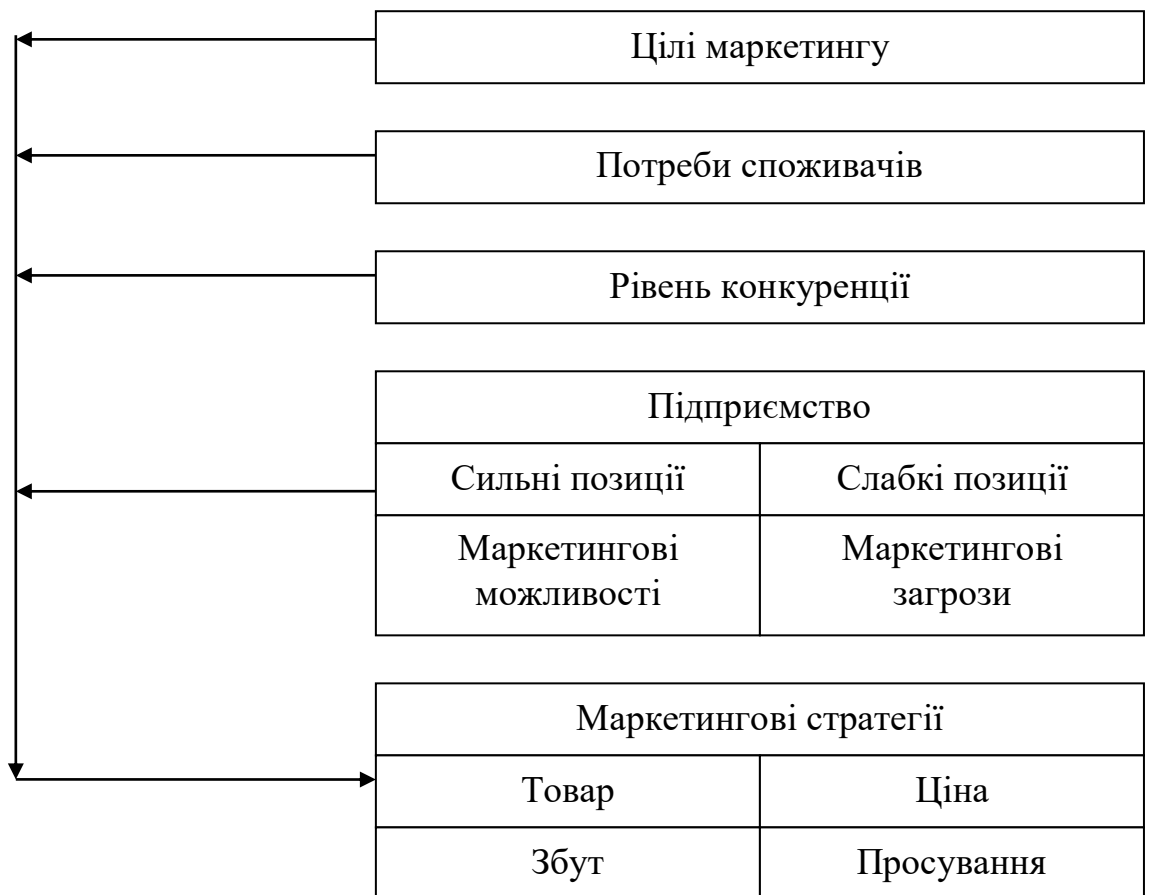 Цілі маркетингу
Потреби споживачів
Рівень конкуренції
Підприємство
Сильні позиції
Слабкі позиції
Маркетингові
можливості
Маркетингові
загрози
Маркетингові стратегії
Товар
Ціна
Збут
Просування